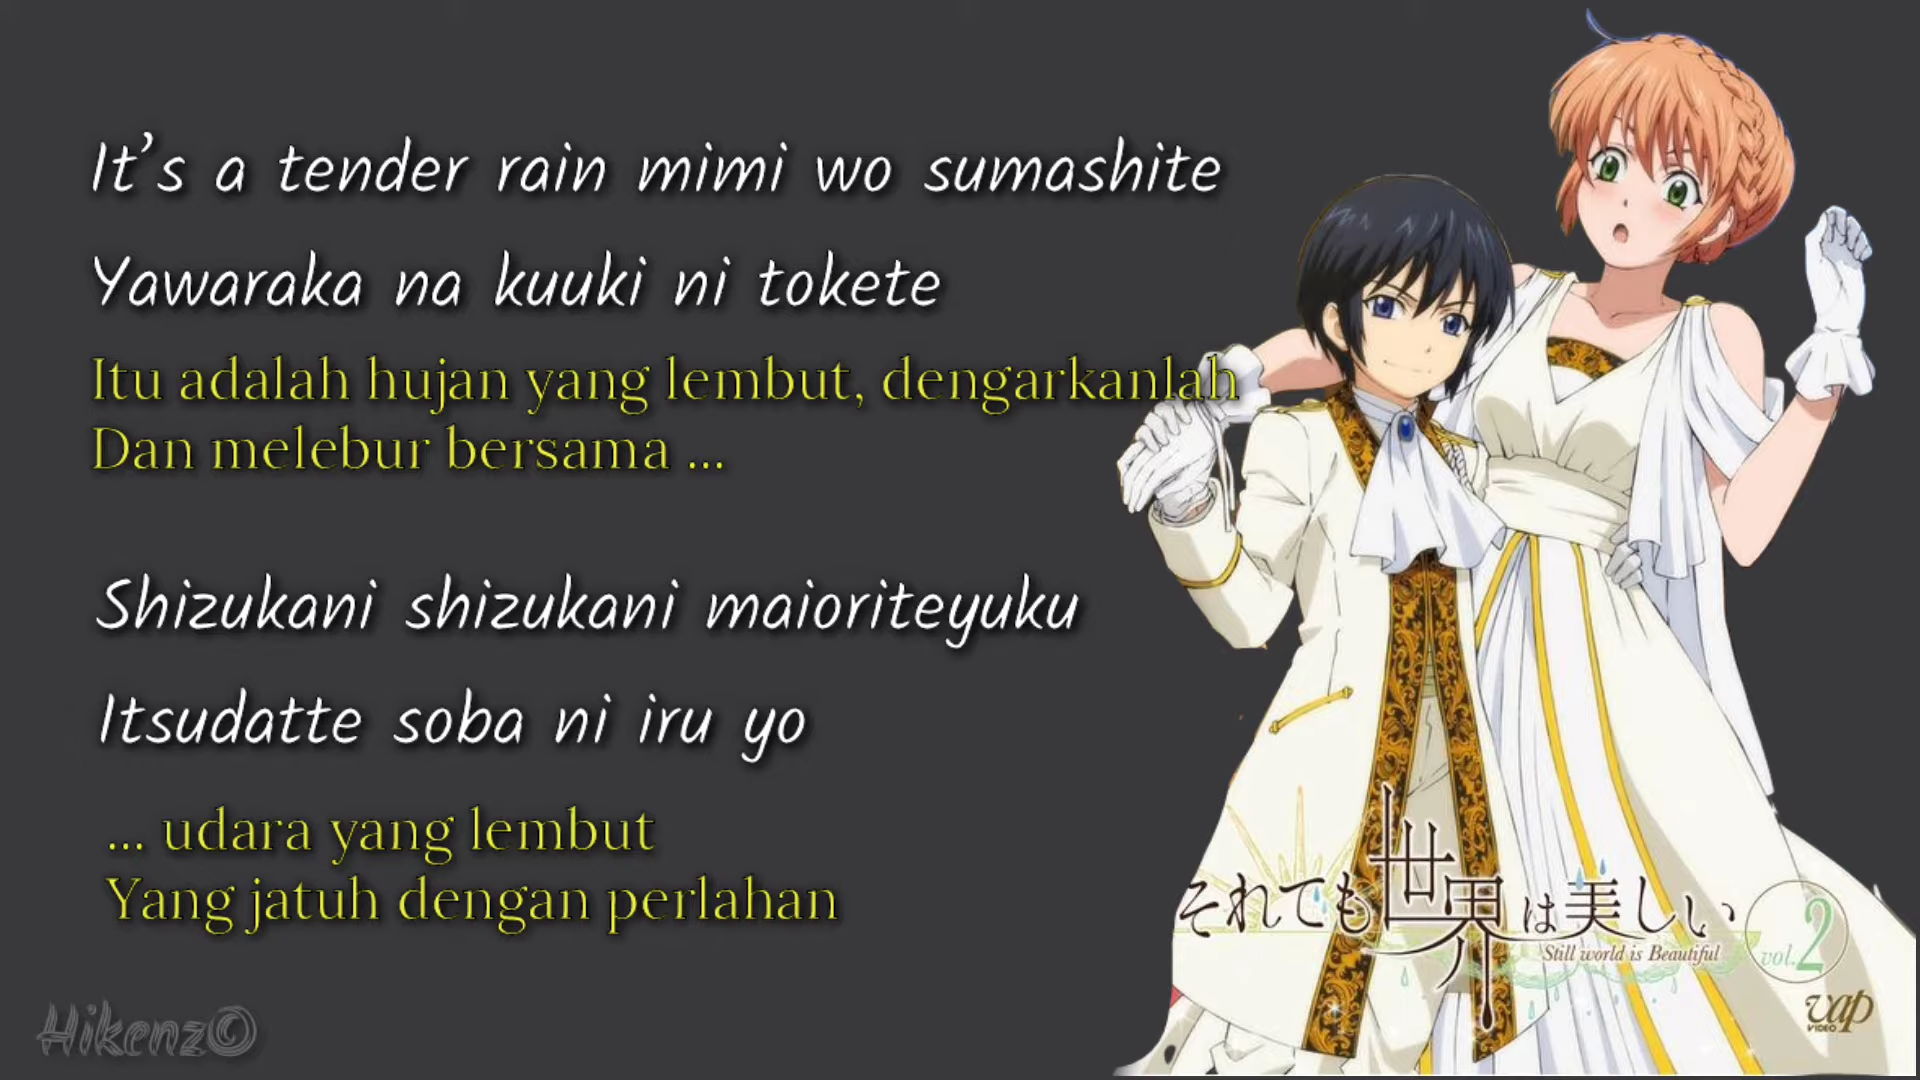 It's a tender rain mimi wo sumashite
Yawaraka na kuuki ni tokete
Itu adalah hujan yang lembut, dengarkanlah
Dan melebur bersama ...
Shizukani shizukani maioriteyuku
Itsudatte soba ni iru yo
... udara yang lembut
Yang jatuh dengan perlahan
それでも世界は美しい
Still world is Beautiful
vol.2
vap
VIDEO
Hikenz©